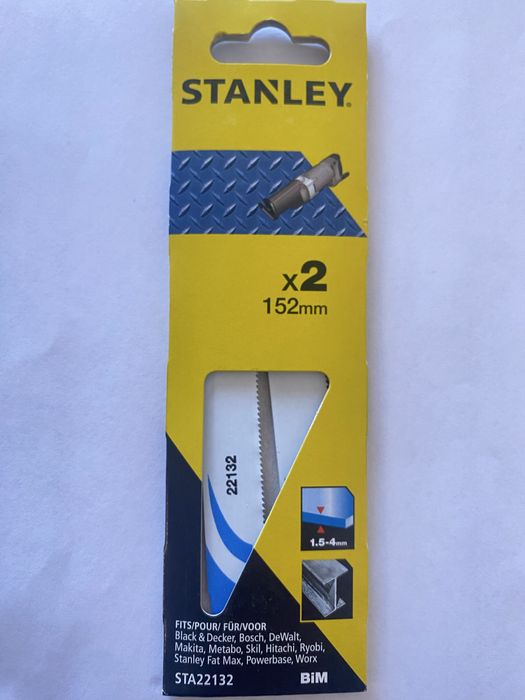 STANLEY®
x2
152mm
22132
1.5-4mm
FITS/POUR/ FÜR/VOOR
Black & Decker, Bosch, DeWalt,
Makita, Metabo, Skil, Hitachi, Ryobi,
Stanley Fat Max, Powerbase, Worx
STA22132
BiM